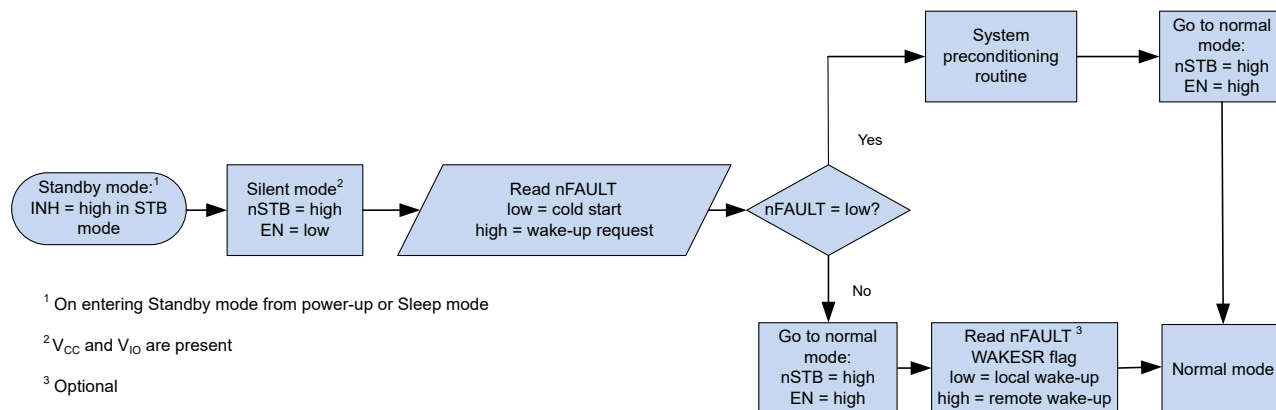 System
preconditioning
routine
Go to normal
mode:
nSTB = high
EN = high
Yes
Standby mode:¹
INH = high in STB
mode
Silent mode²
nSTB = high
EN = low
Read nFAULT
low = cold start
high = wake-up request
nFAULT = low?
No
¹ On entering Standby mode from power-up or Sleep mode
² VCC and VIO are present
³ Optional
Go to normal
mode:
nSTB = high
EN = high
Read nFAULT ³
WAKESR flag
low = local wake-up
high = remote wake-up
Normal mode